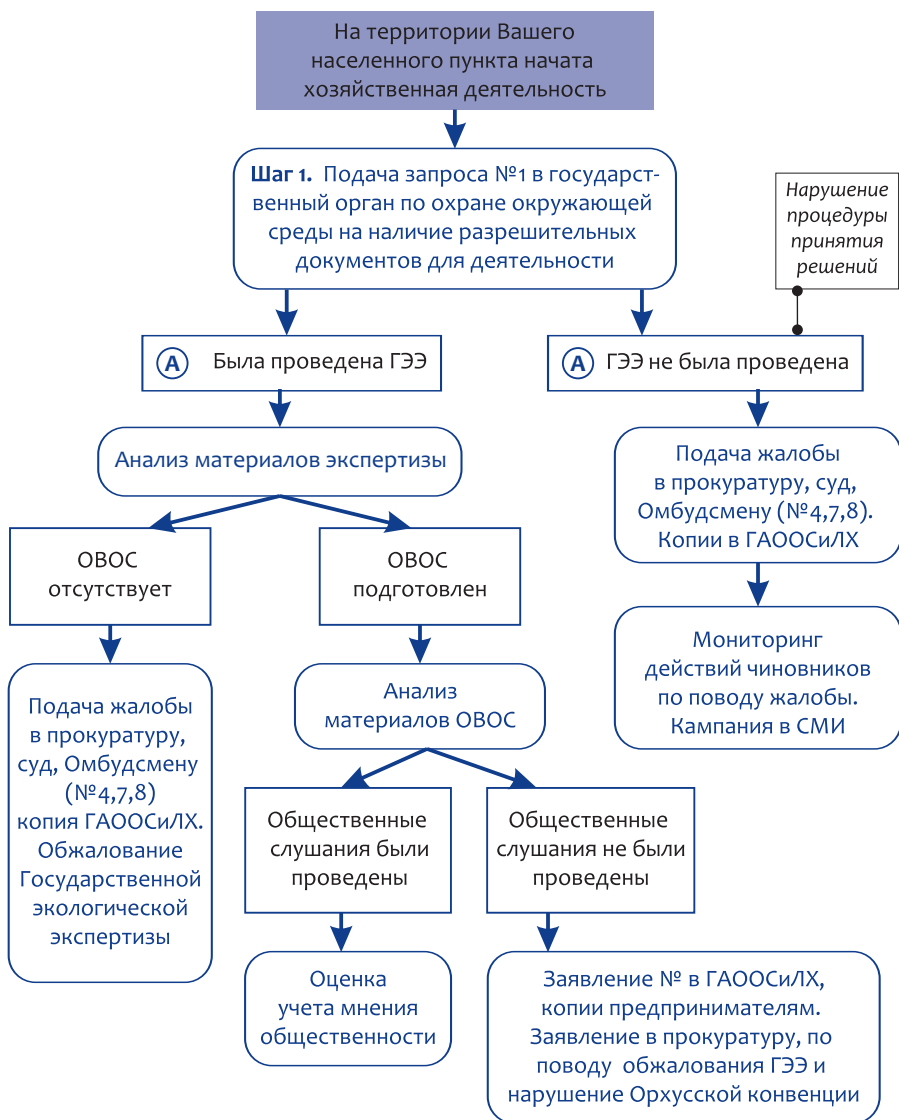 На территории Вашего
населенного пункта начата
хозяйственная деятельность
Шаг 1. Подача запроса №1 в государст-
венный орган по охране окружающей
среды на наличие разрешительных
документов для деятельности
Нарушение
процедуры
принятия
решений
А Была проведена ГЭЭ
А ГЭЭ не была проведена
Анализ материалов экспертизы
Подача жалобы
в прокуратуру, суд,
Омбудсмену (№4,7,8).
Копии в ГАООСиЛХ
ОВОС
отсутствует
ОВОС
подготовлен
Мониторинг
действий чиновников
по поводу жалобы.
Кампания в СМИ
Подача жалобы
в прокуратуру,
суд, Омбудсмену
(№4,7,8)
копия ГАООСиЛХ.
Обжалование
Государственной
экологической
экспертизы
Анализ
материалов ОВОС
Общественные
слушания были
проведены
Общественные
слушания не были
проведены
Оценка
учета мнения
общественности
Заявление № в ГАООСиЛХ,
копии предпринимателям.
Заявление в прокуратуру, по
поводу обжалования ГЭЭ и
нарушение Орхусской конвенции